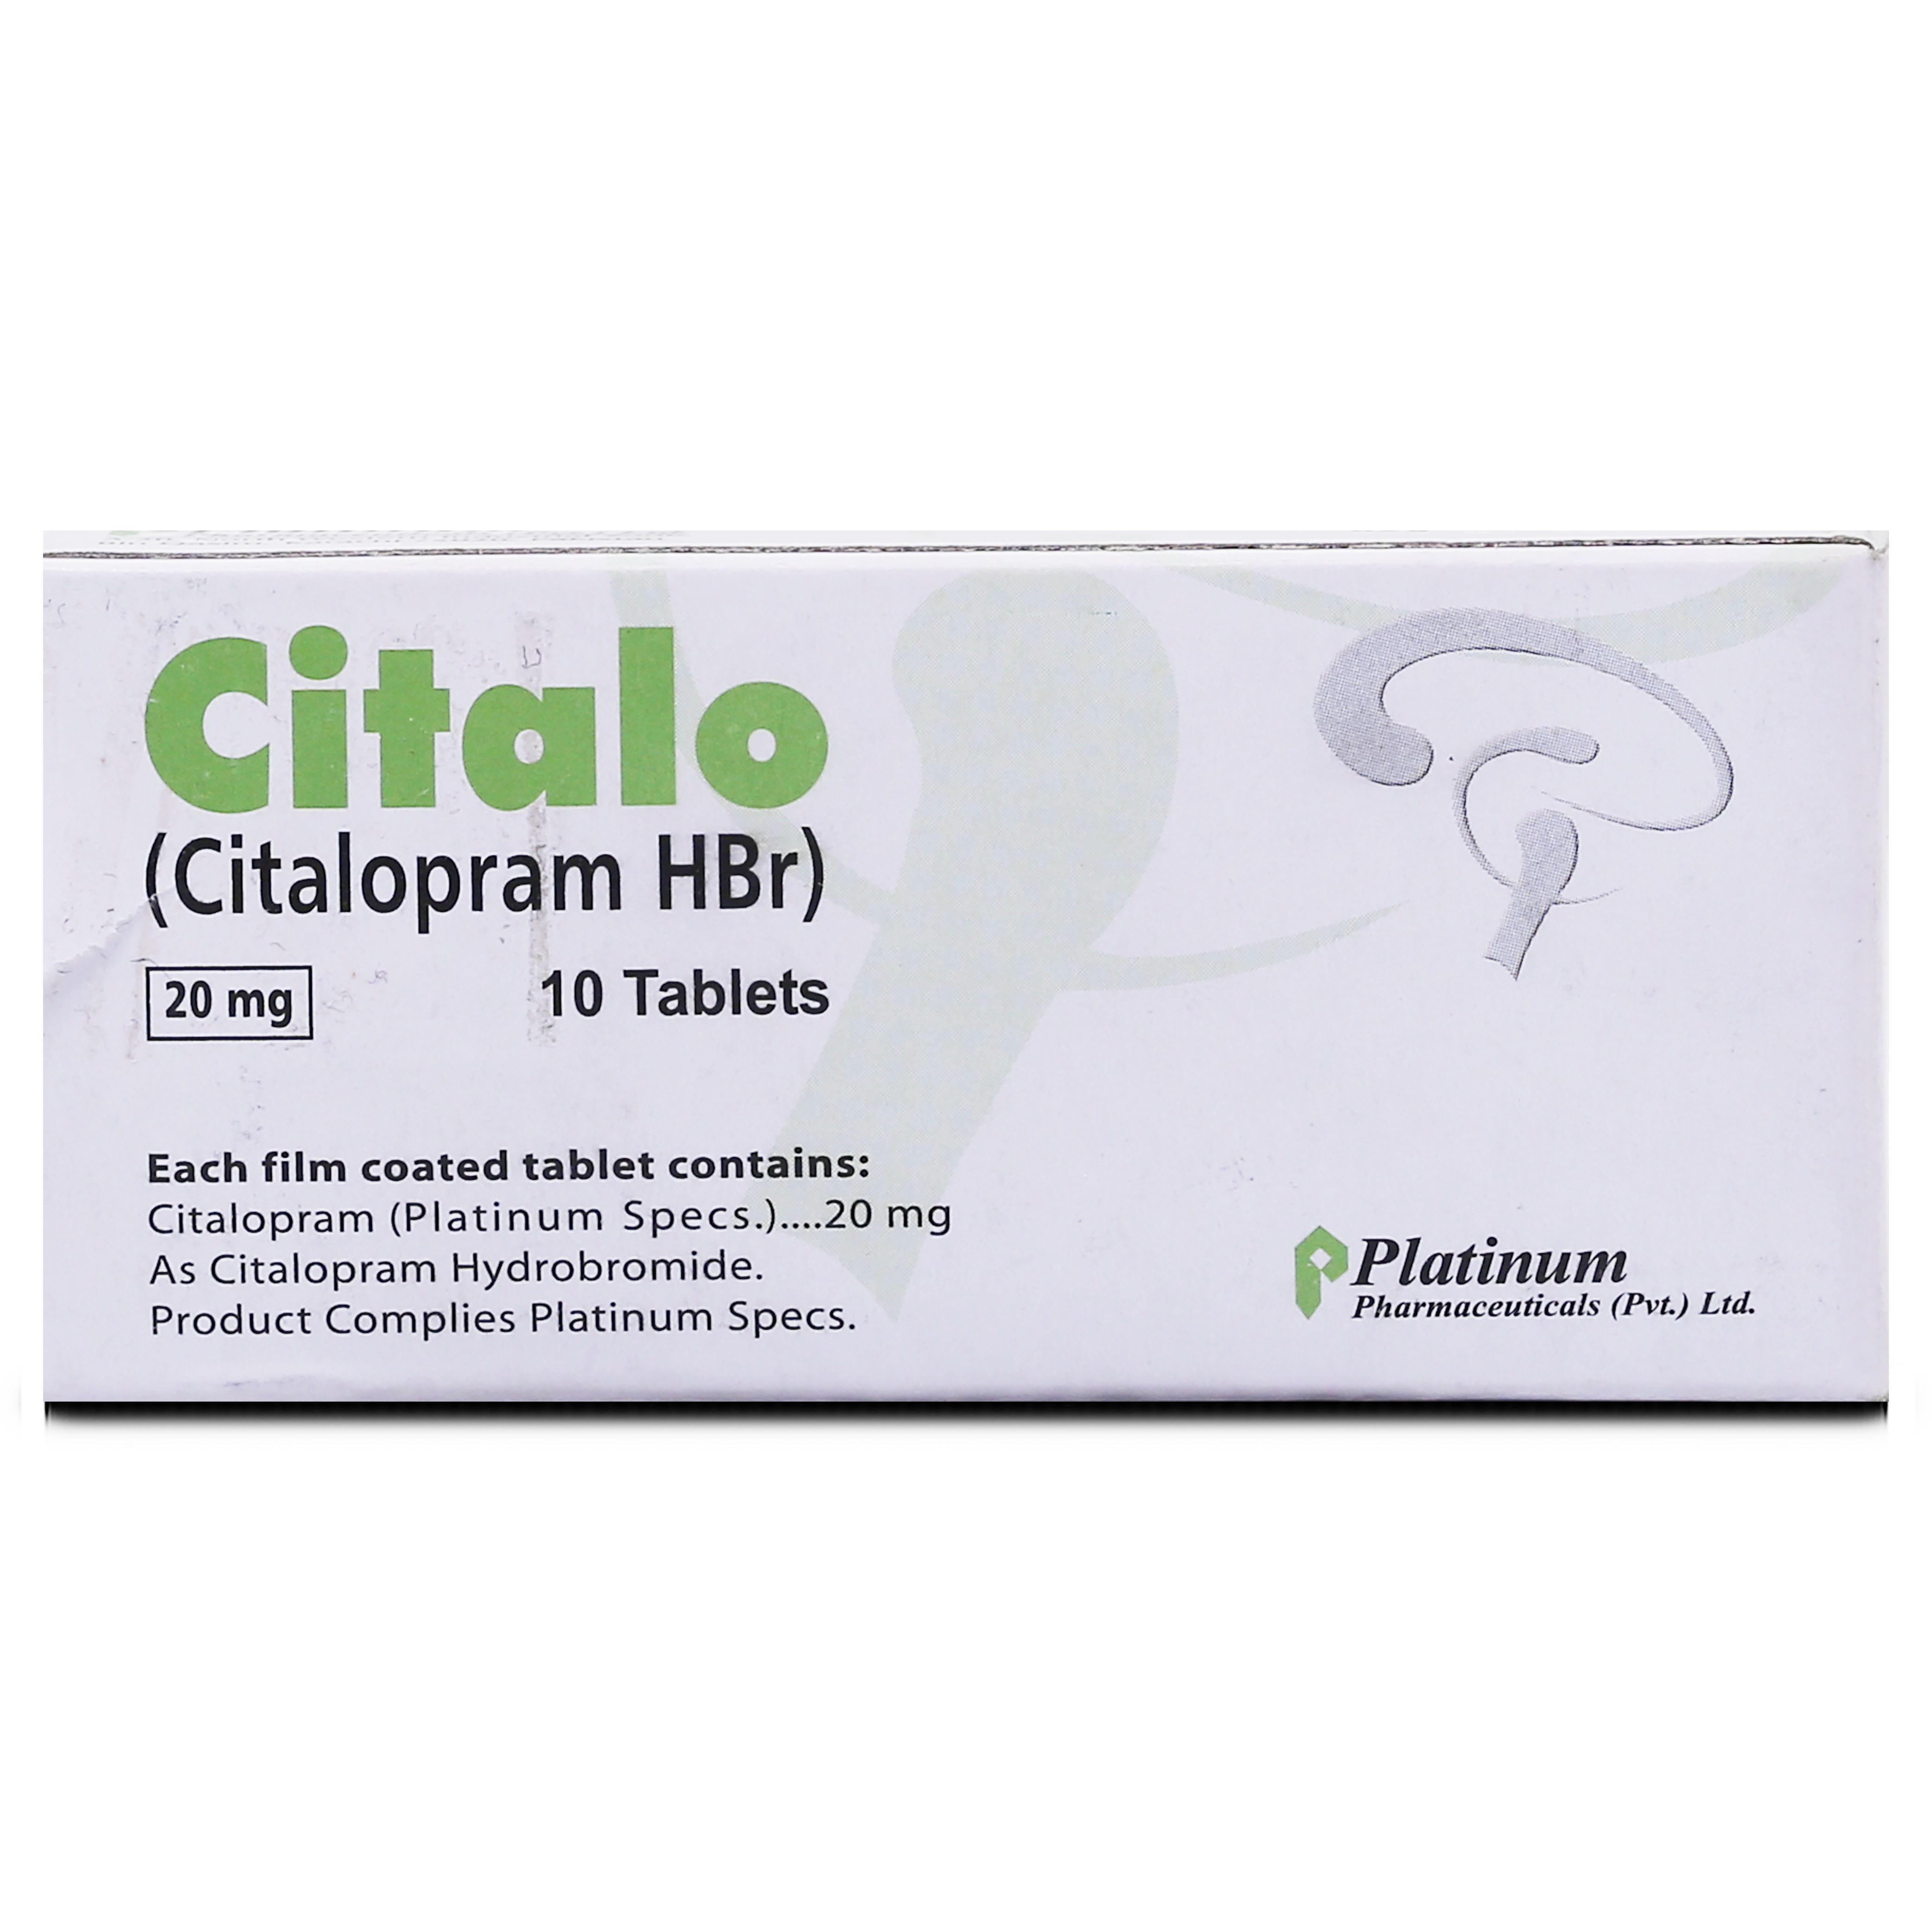 Citalo
(Citalopram HBr)
20 mg 10 Tablets
Each film coated tablet contains:
Citalopram (Platinum Specs.)....20 mg
As Citalopram Hydrobromide.
Product Complies Platinum Specs.
Platinum
Pharmaceuticals (Pvt.) Ltd.